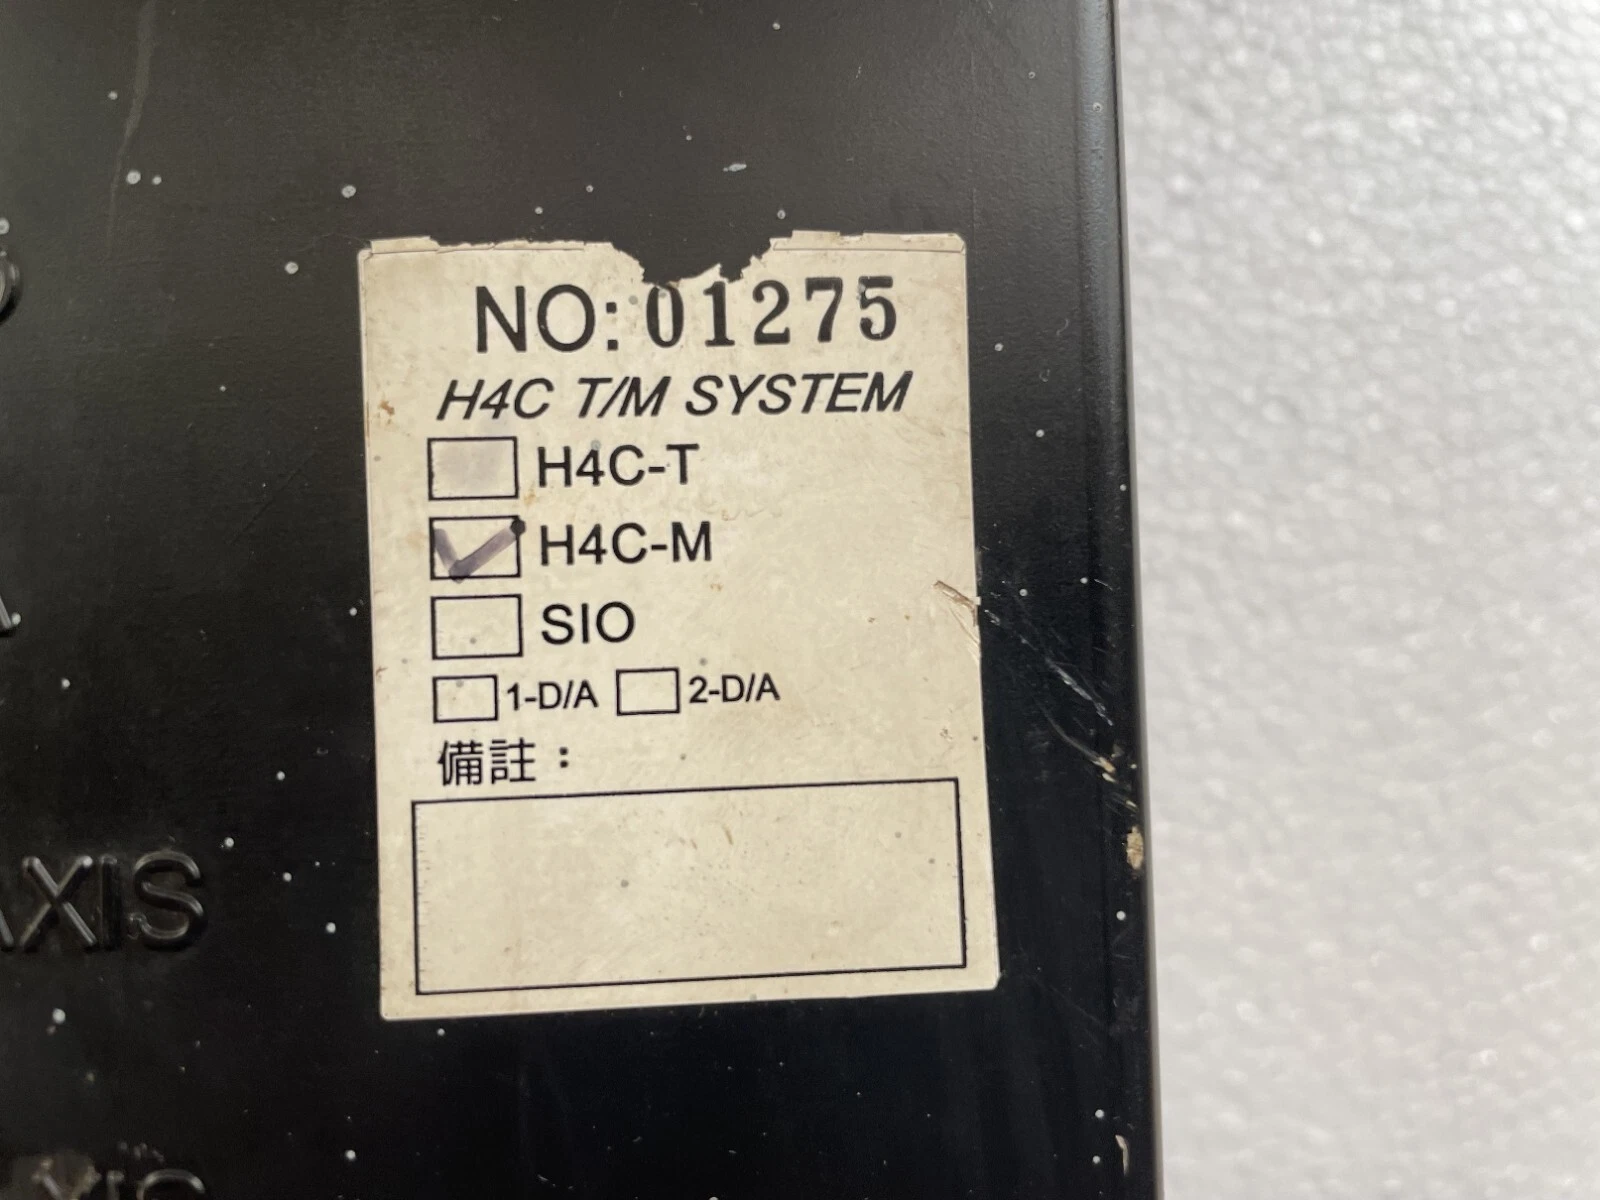 NO: 01275
H4C T/M SYSTEM
H4C-T
H4C-M
SIO
1-D/A 2-D/A
備註：
AXIS